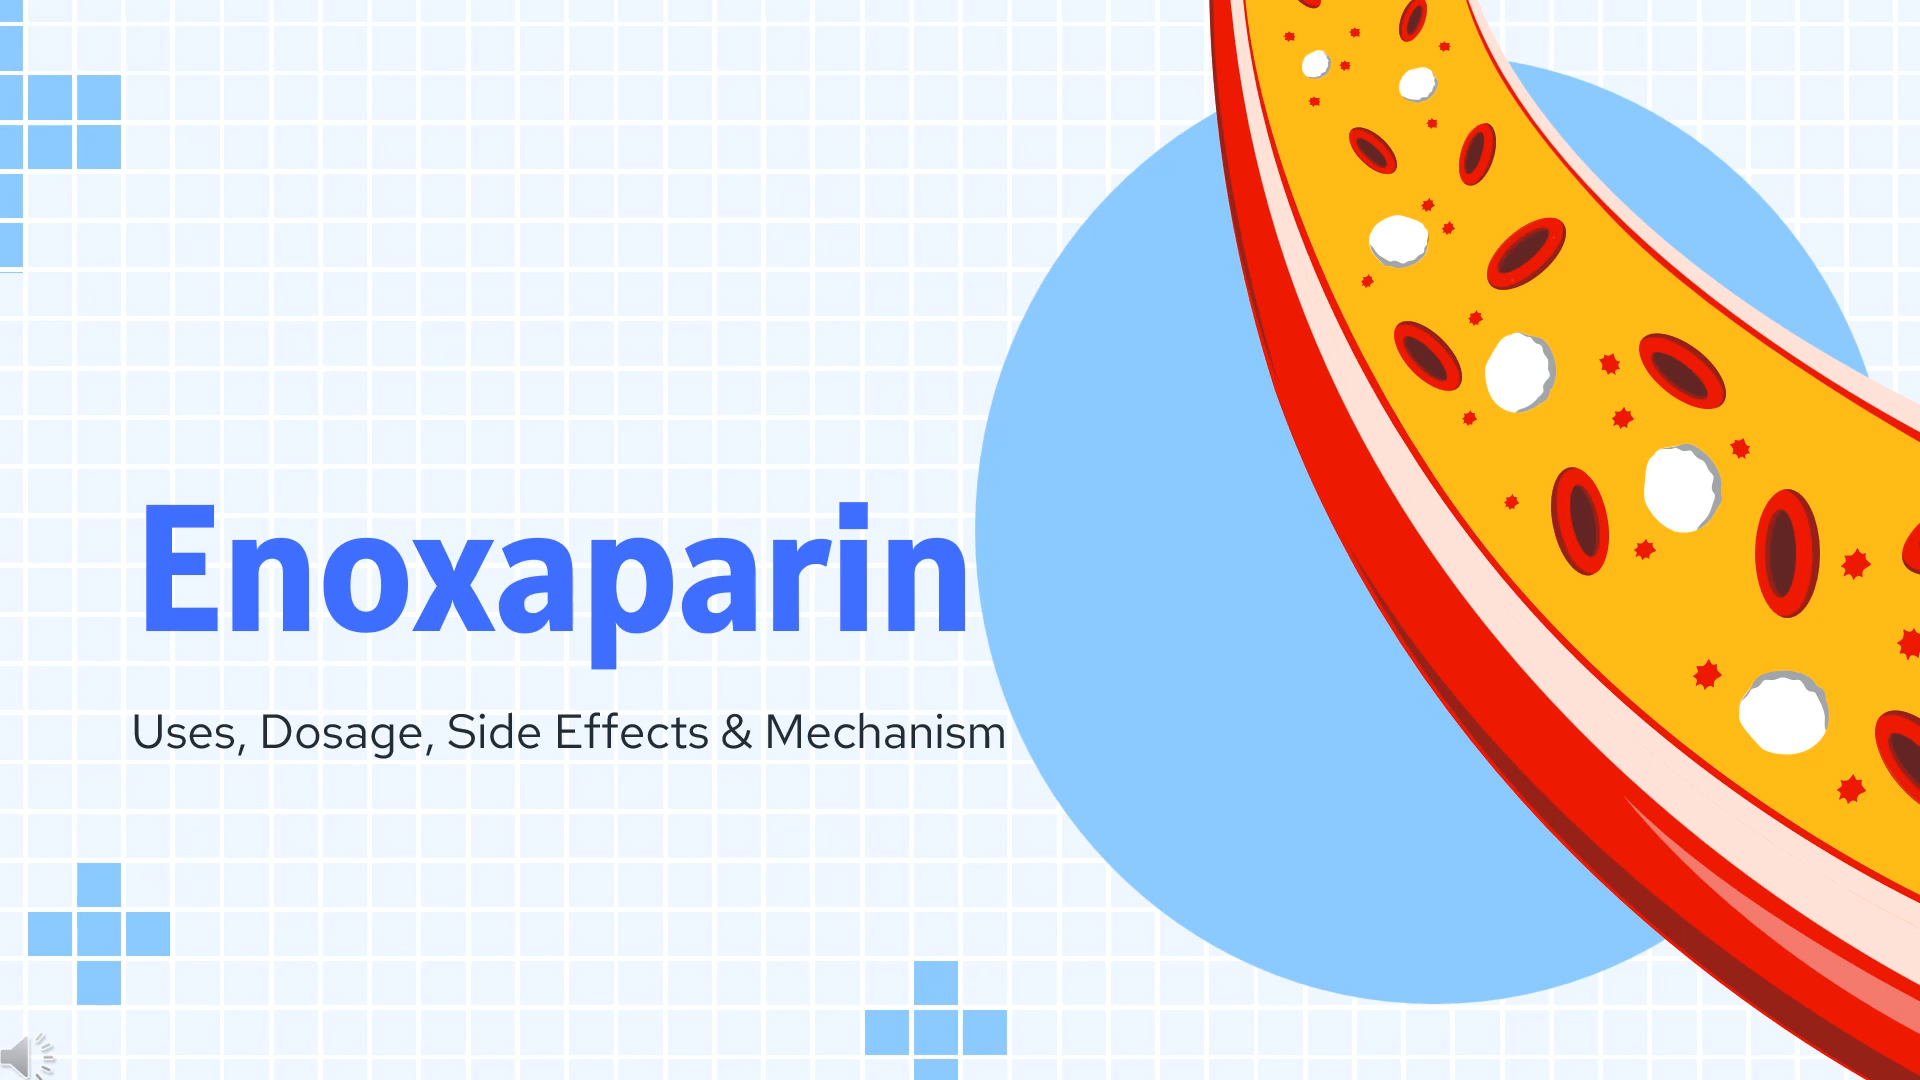 Enoxaparin
Uses, Dosage, Side Effects & Mechanism